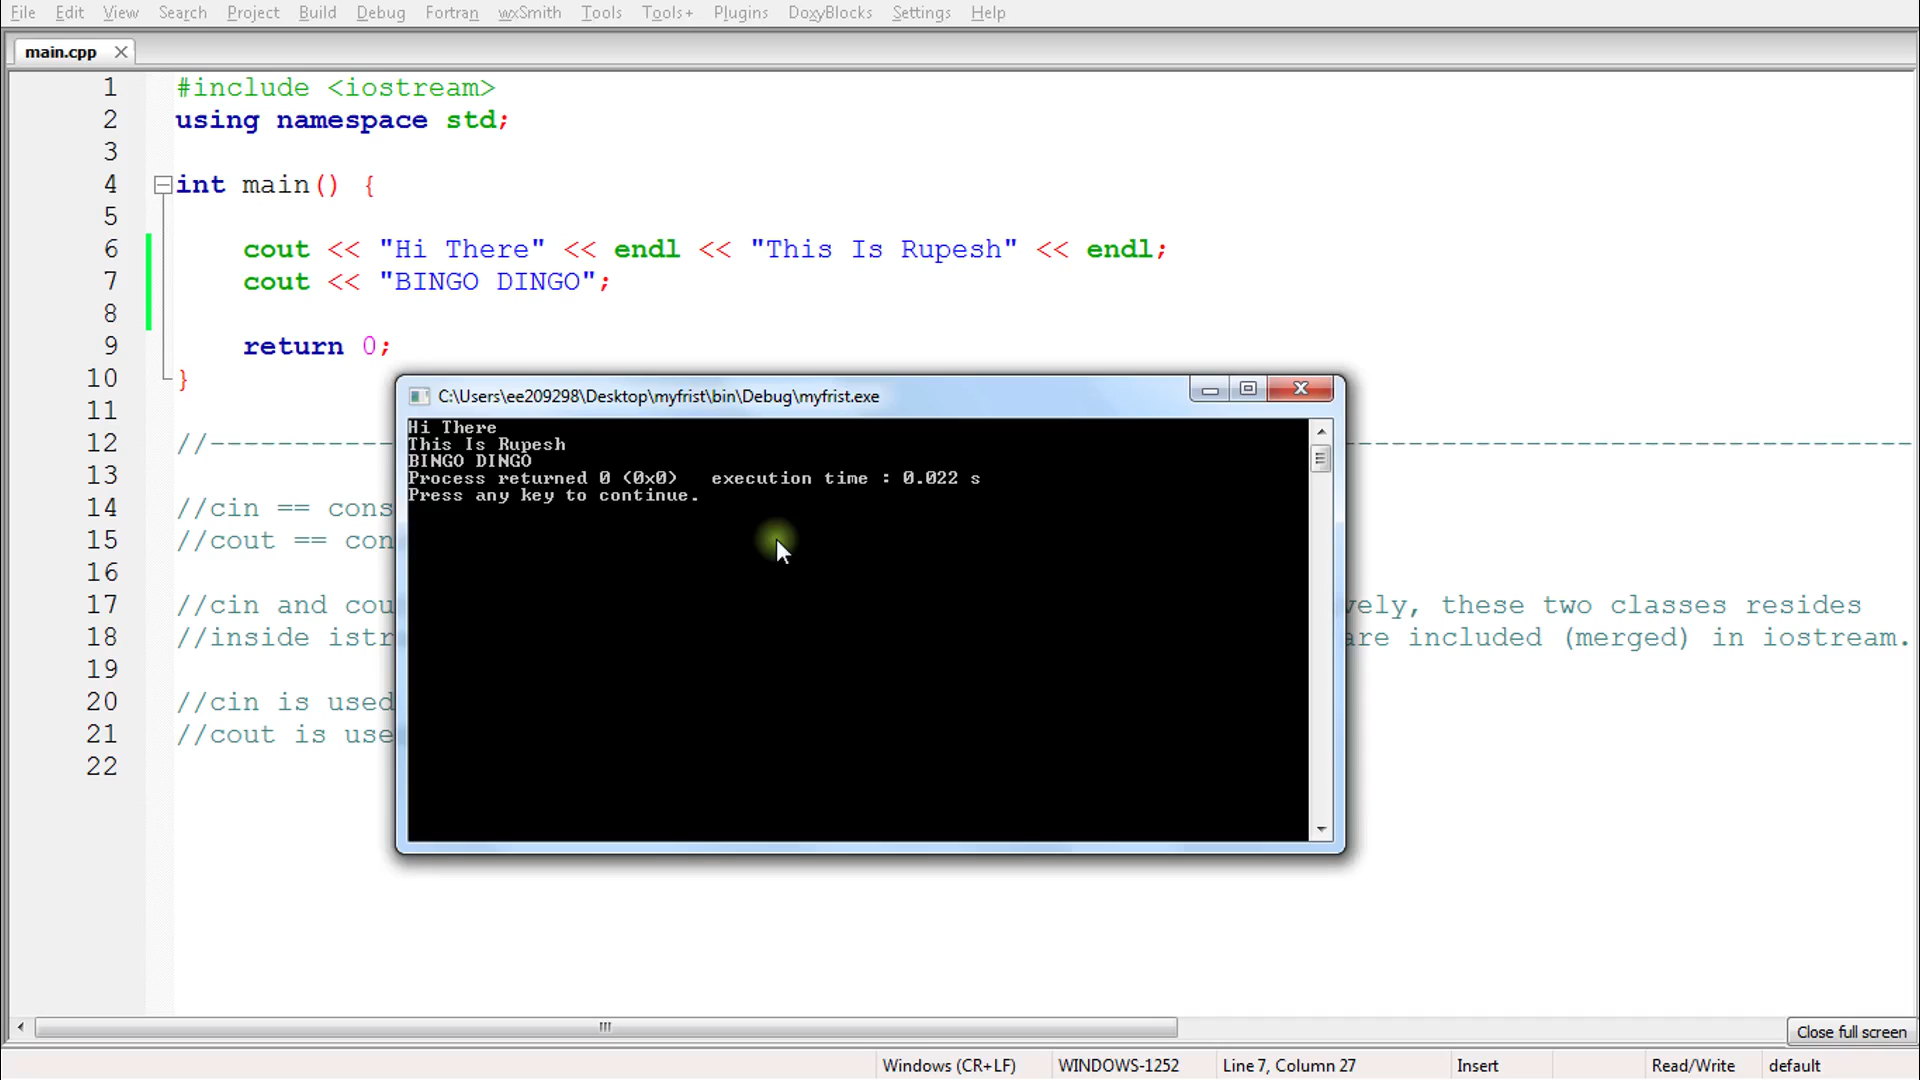 File Edit View Search Project Build Debug Fortran wxSmith Tools Tools+ Plugins DoxyBlocks Settings Help
main.cpp
1 #include <iostream>
2 using namespace std;
3
4 int main() {
5
6 cout << "Hi There" << endl << "This Is Rupesh" << endl;
7 cout << "BINGO DINGO";
8
9 return 0;
10 }
11
12 //------------
13
14 //cin == cons
15 //cout == con
16
17 //cin and cou vely, these two classes resides
18 //inside istr are included (merged) in iostream.
19
20 //cin is used
21 //cout is use
22
C:\Users\ee209298\Desktop\myfrist\bin\Debug\myfrist.exe
Hi There
This Is Rupesh
BINGO DINGO
Process returned 0 (0x0) execution time : 0.022 s
Press any key to continue.
Close full screen
Windows (CR+LF) WINDOWS-1252 Line 7, Column 27 Insert Read/Write default